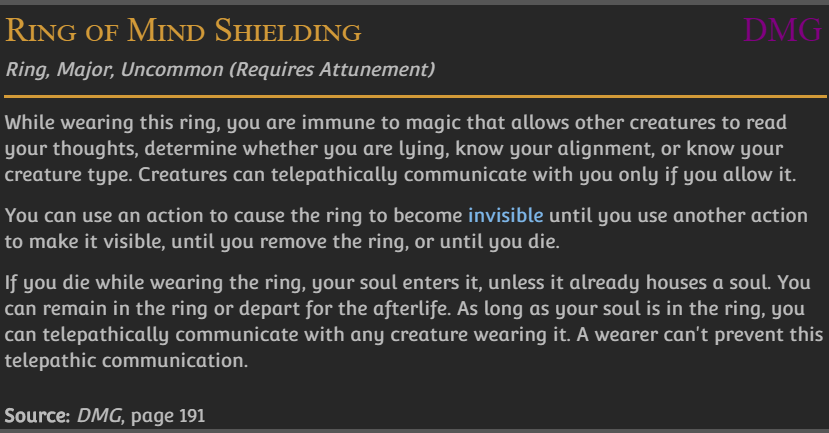 Ring of Mind Shielding DMG
Ring, Major, Uncommon (Requires Attunement)
While wearing this ring, you are immune to magic that allows other creatures to read
your thoughts, determine whether you are lying, know your alignment, or know your
creature type. Creatures can telepathically communicate with you only if you allow it.
You can use an action to cause the ring to become invisible until you use another action
to make it visible, until you remove the ring, or until you die.
If you die while wearing the ring, your soul enters it, unless it already houses a soul. You
can remain in the ring or depart for the afterlife. As long as your soul is in the ring, you
can telepathically communicate with any creature wearing it. A wearer can't prevent this
telepathic communication.
Source: DMG, page 191